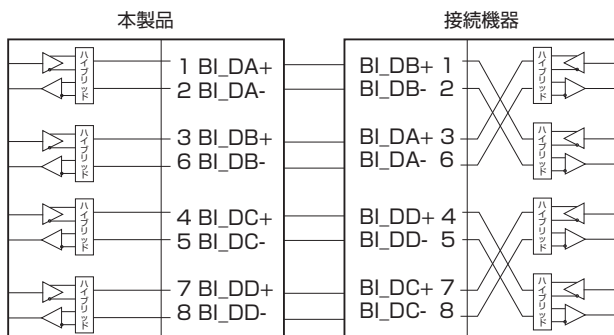 本製品
接続機器
ハイブリッド
1 BI_DA+
2 BI_DA-
BI_DB+ 1
BI_DB- 2
ハイブリッド
ハイブリッド
3 BI_DB+
6 BI_DB-
BI_DA+ 3
BI_DA- 6
ハイブリッド
ハイブリッド
4 BI_DC+
5 BI_DC-
BI_DD+ 4
BI_DD- 5
ハイブリッド
ハイブリッド
7 BI_DD+
8 BI_DD-
BI_DC+ 7
BI_DC- 8
ハイブリッド